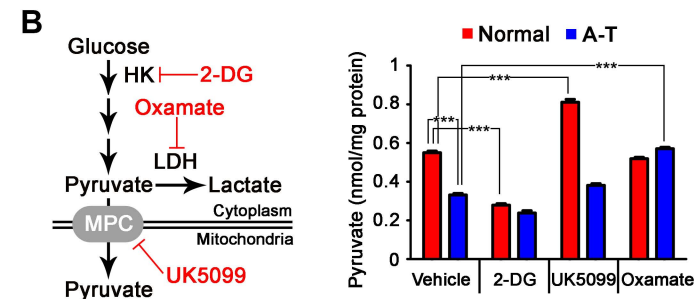 B
Glucose
HK
2-DG
Oxamate
LDH
Pyruvate
Lactate
Cytoplasm
MPC
Mitochondria
UK5099
Pyruvate
Normal
A-T
Pyruvate (nmol/mg protein)
1
0.8
0.6
0.4
0.2
0
***
***
***
***
Vehicle
2-DG
UK5099
Oxamate